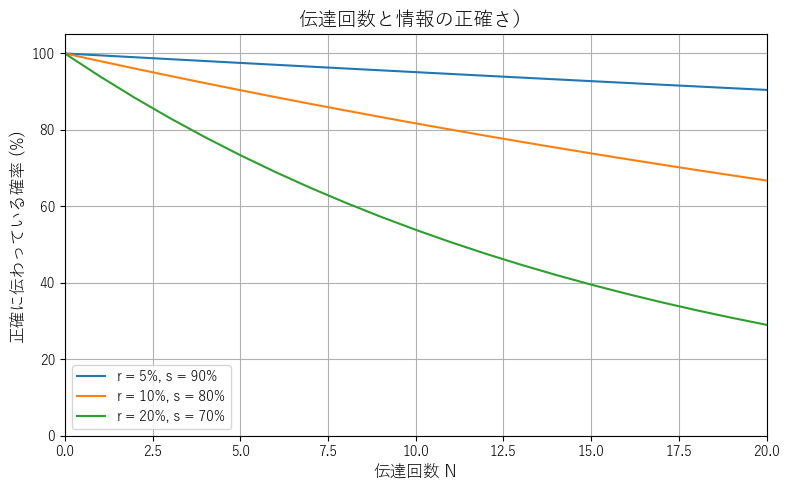 伝達回数と情報の正確さ）
正確に伝わっている確率 (%)
100
80
60
40
20
0
r = 5%, s = 90%
r = 10%, s = 80%
r = 20%, s = 70%
0.0 2.5 5.0 7.5 10.0 12.5 15.0 17.5 20.0
伝達回数 N